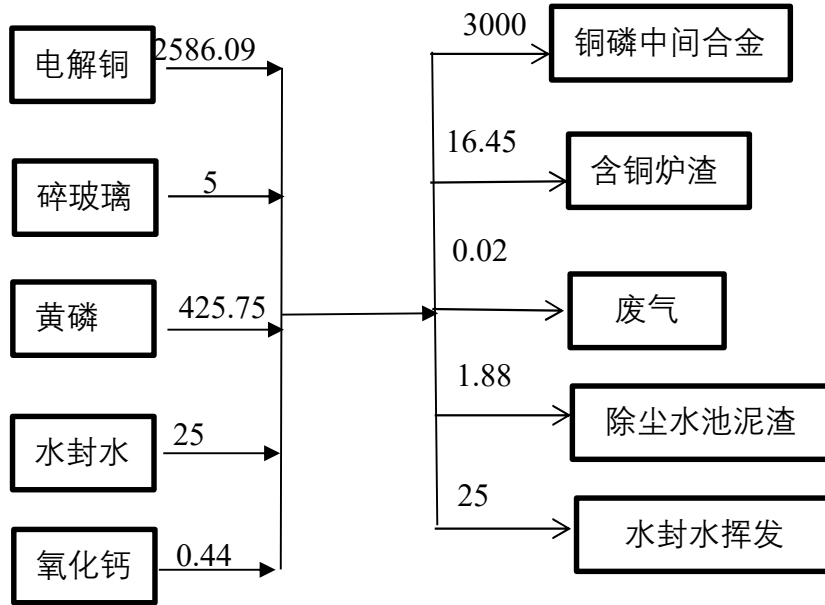 电解铜
2586.09
碎玻璃
5
黄磷
425.75
水封水
25
氧化钙
0.44
3000
铜磷中间合金
16.45
含铜炉渣
0.02
废气
1.88
除尘水池泥渣
25
水封水挥发